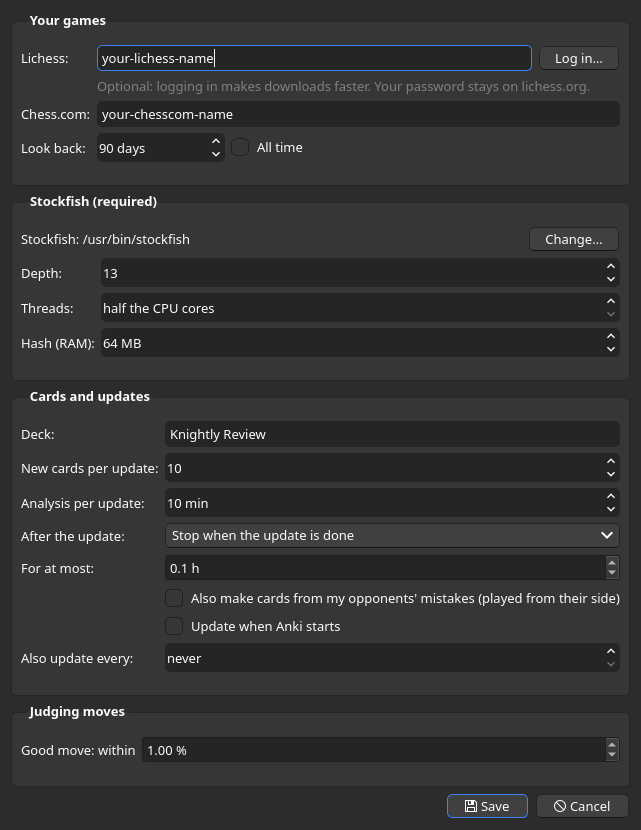 Your games
Lichess: your-lichess-name Log in...
Optional: logging in makes downloads faster. Your password stays on lichess.org.
Chess.com: your-chesscom-name
Look back: 90 days All time
Stockfish (required)
Stockfish: /usr/bin/stockfish Change...
Depth: 13
Threads: half the CPU cores
Hash (RAM): 64 MB
Cards and updates
Deck: Knightly Review
New cards per update: 10
Analysis per update: 10 min
After the update: Stop when the update is done
For at most: 0.1 h
Also make cards from my opponents' mistakes (played from their side)
Update when Anki starts
Also update every: never
Judging moves
Good move: within 1.00 %
Save Cancel